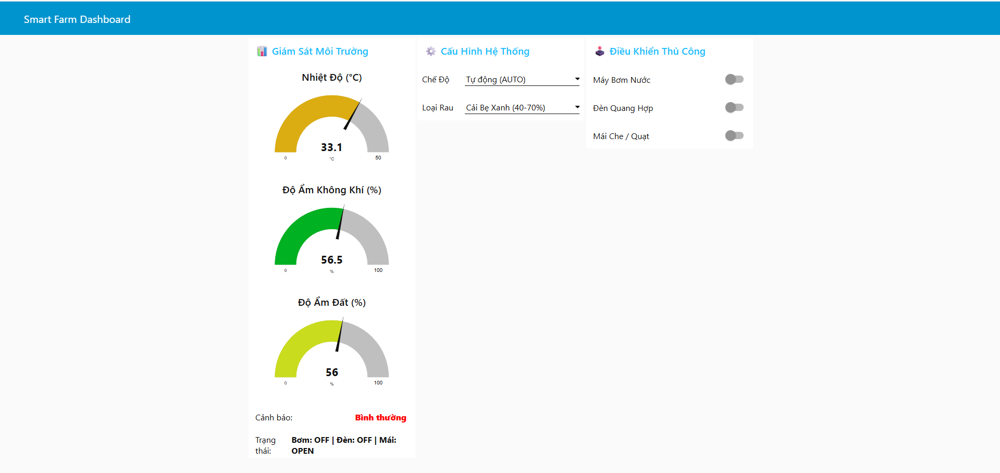 Smart Farm Dashboard
Giám Sát Môi Trường
Nhiệt Độ (°C)
33.1
0
°C
50
Độ Ẩm Không Khí (%)
56.5
0
%
100
Độ Ẩm Đất (%)
56
0
%
100
Cảnh báo:
Bình thường
Trạng
thái:
Bơm: OFF | Đèn: OFF | Mái:
OPEN
Cấu Hình Hệ Thống
Chế Độ
Tự động (AUTO)
Loại Rau
Cải Bẹ Xanh (40-70%)
Điều Khiển Thủ Công
Máy Bơm Nước
Đèn Quang Hợp
Mái Che / Quạt